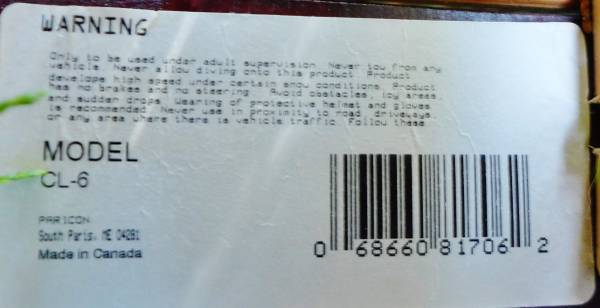 WARNING
Only to be used under adult supervision. Never tow from any
vehicle. Never allow diving onto this product. Product
develops high speed under certain snow conditions. Product
has no brakes and no steering. Avoid obstacles, icy areas,
and sudden drops. Wearing of protective helmet and gloves
is recommended. Never use in proximity to road, driveways,
or any area where there is vehicle traffic. Follow these
MODEL
CL-6
PARICON
South Paris, ME 04281
Made in Canada
0 68660 81706 2